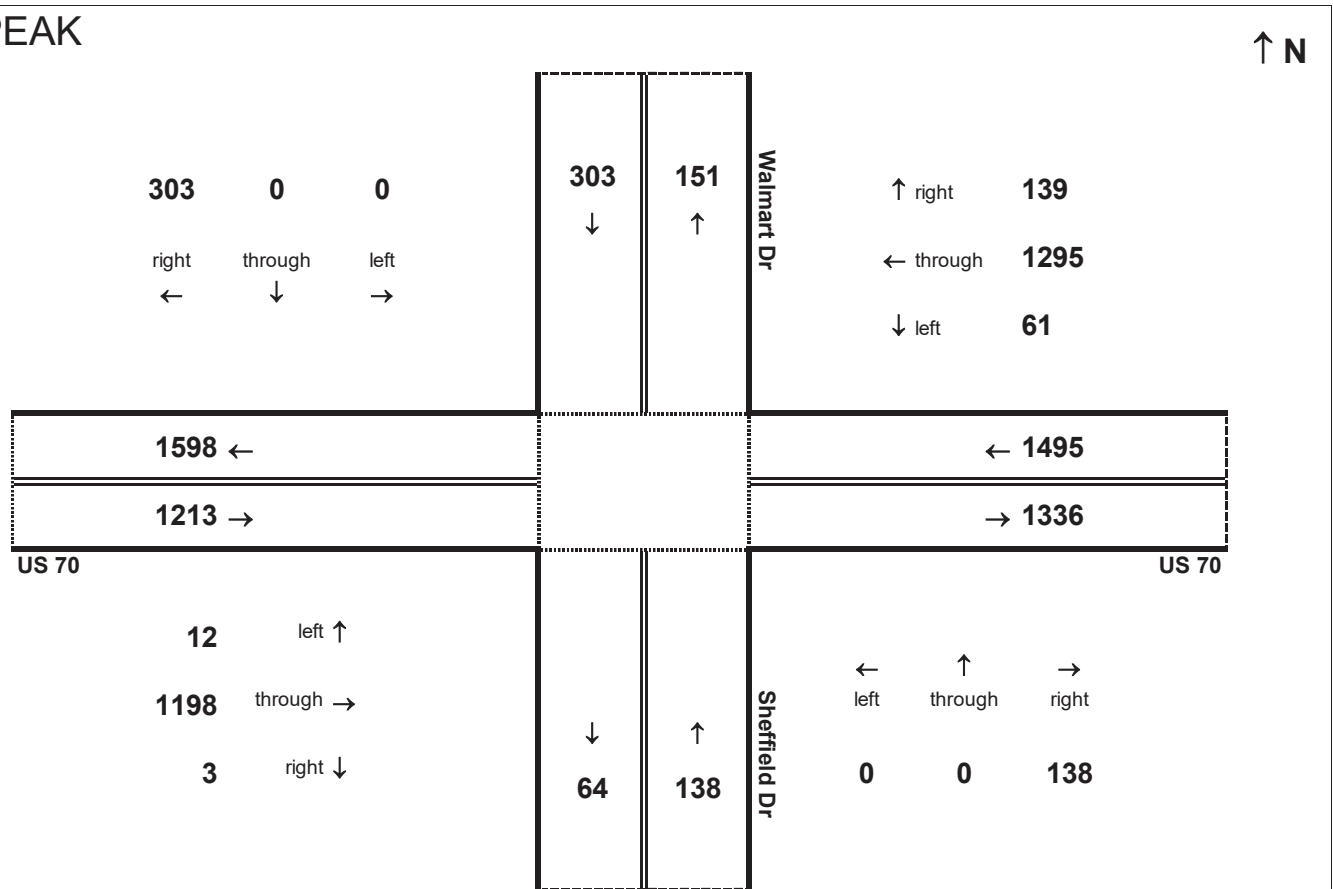 PEAK
↑ N
303 0 0
right through left
← ↓ →
303 151
↓ ↑
Walmart Dr
↑ right 139
← through 1295
↓ left 61
1598 ←
1213 →
← 1495
→ 1336
US 70
US 70
12 left ↑
1198 through →
3 right ↓
↓ ↑
64 138
Sheffield Dr
← ↑ →
left through right
0 0 138